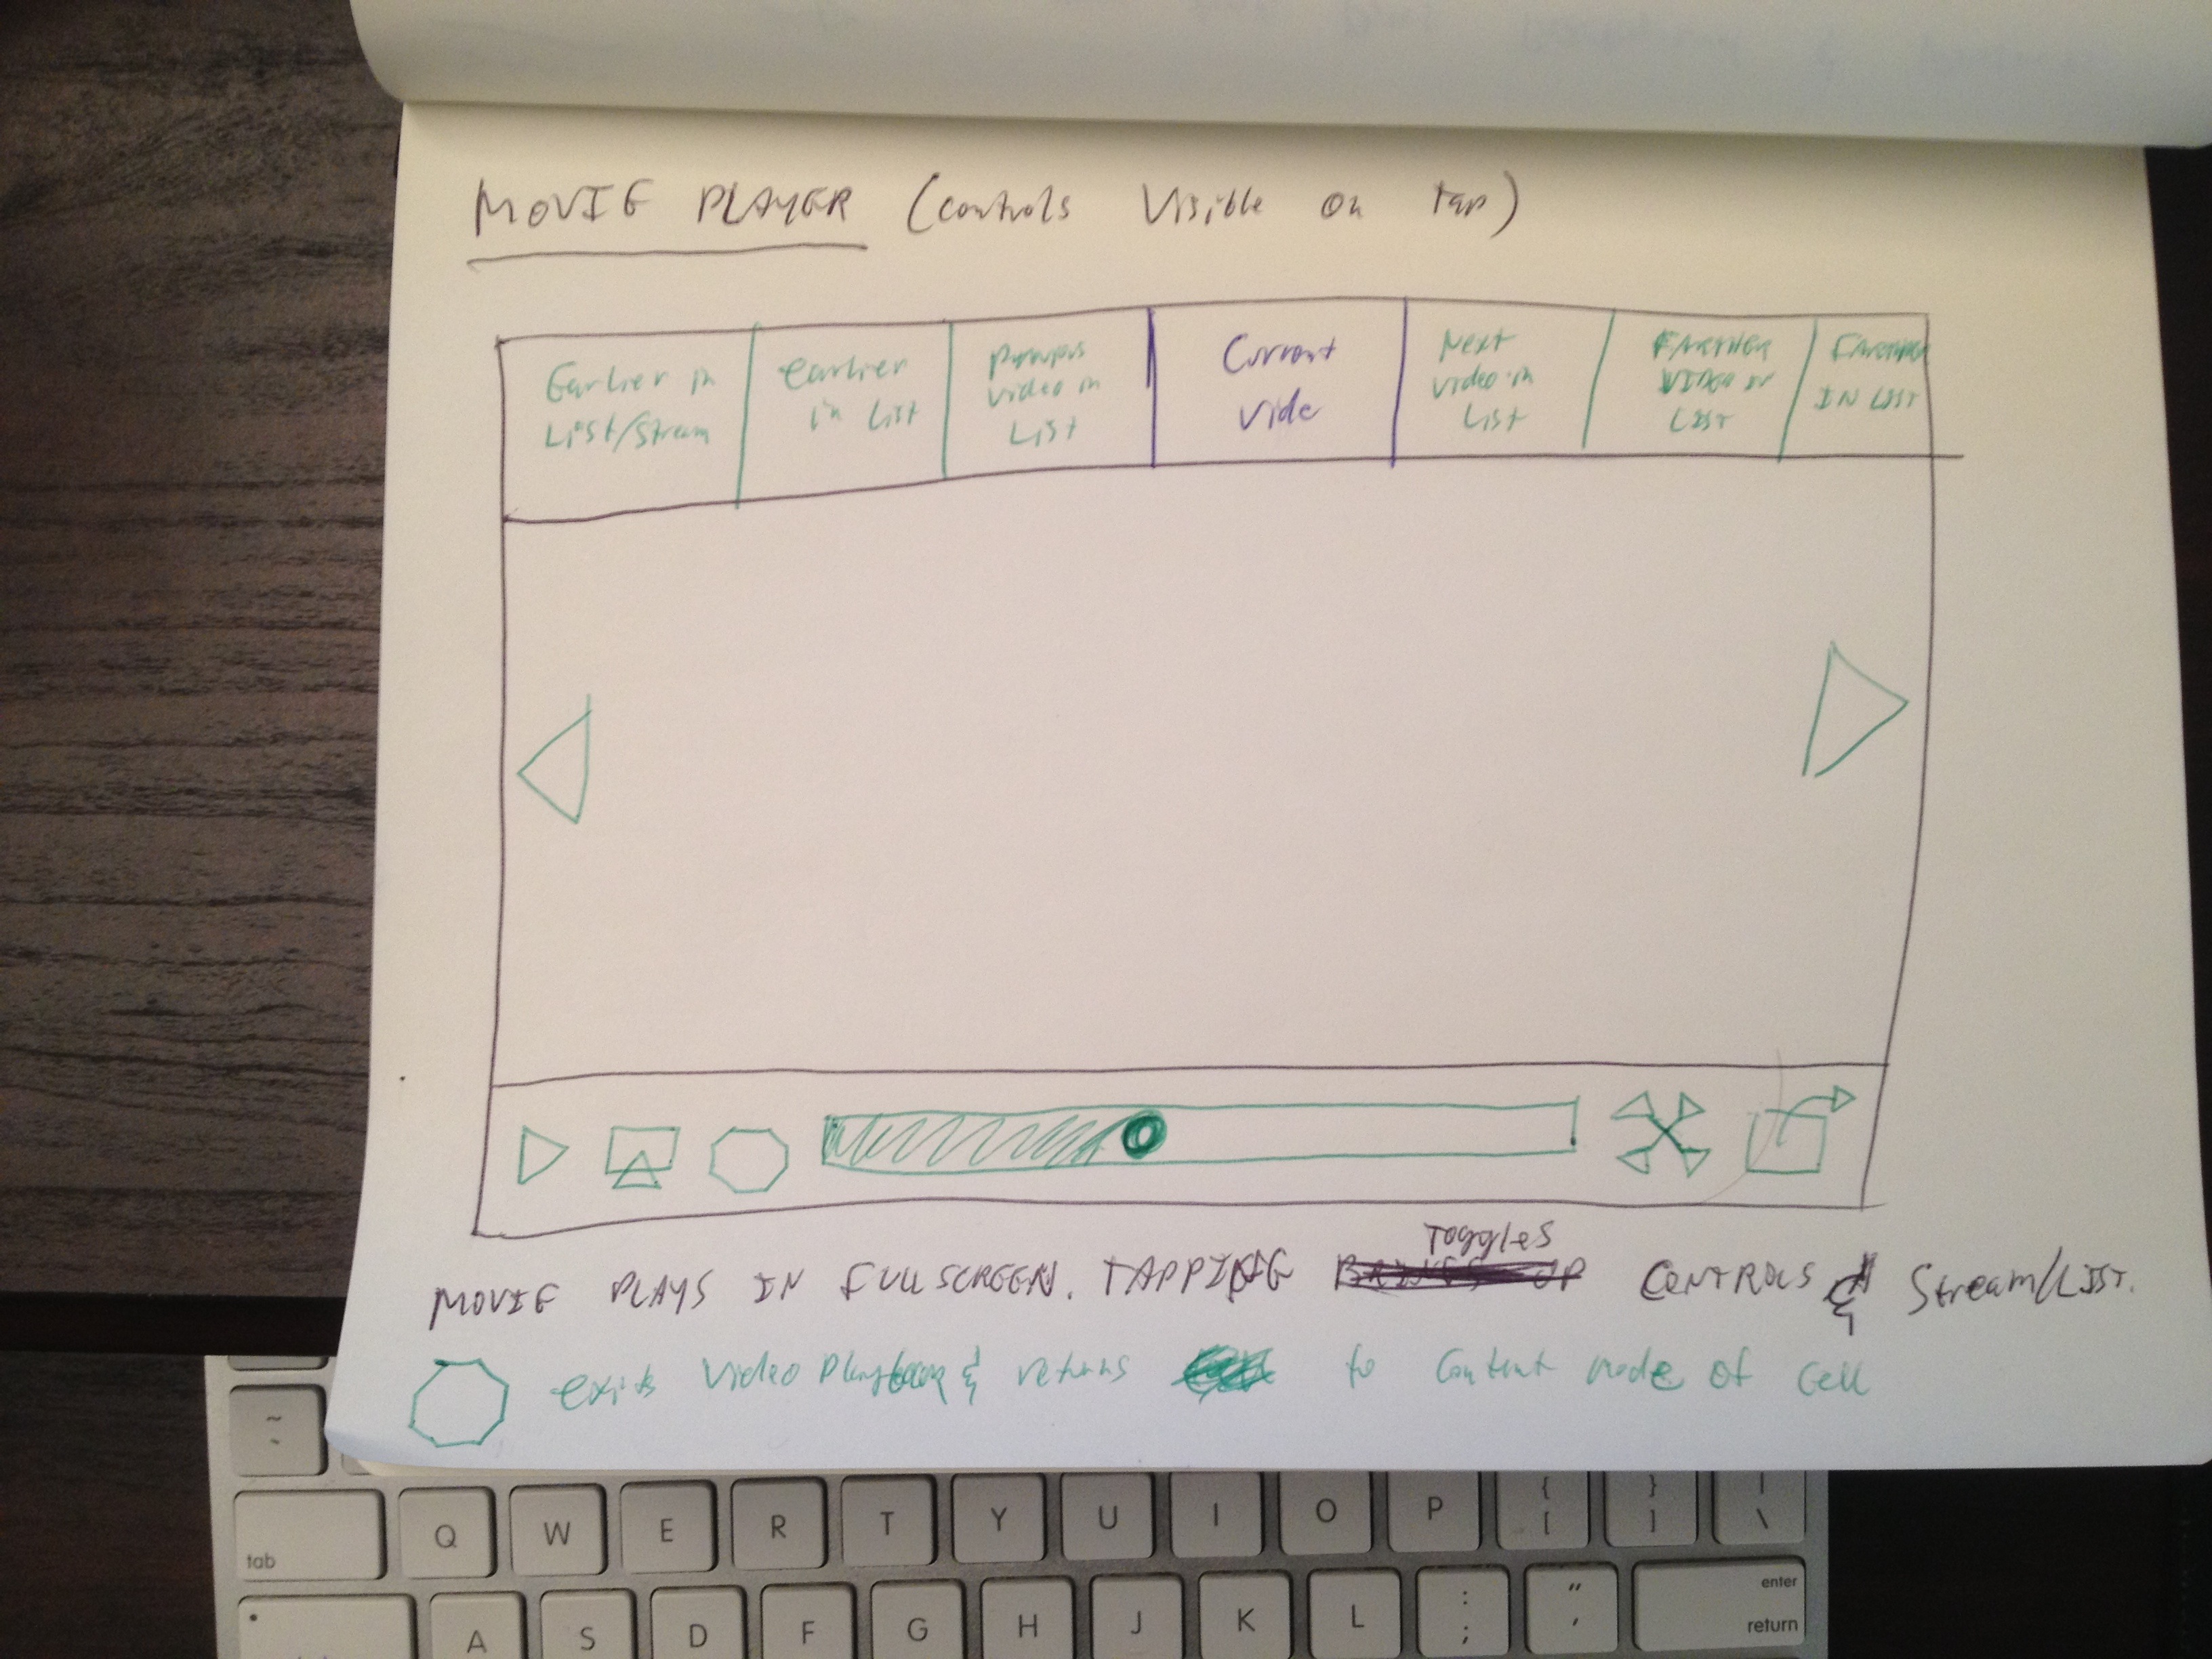 MOVIE PLAYER (controls Visible on tap)
Earlier in
List/Stream
earlier
in List
previous
video in
List
Current
vide
Next
video in
List
FARTHER
VIDEO IN
LIST
FARTHER
IN LIST
Toggles
MOVIE PLAYS IN FULLSCREEN. TAPPING BRINGS UP CONTROLS & Stream/LIST.
exits Video Playback & returns to Content mode of Cell
~
`
tab
Q W E R T Y U I O P { [ } ] | \
A S D F G H J K L : ; " ' enter return